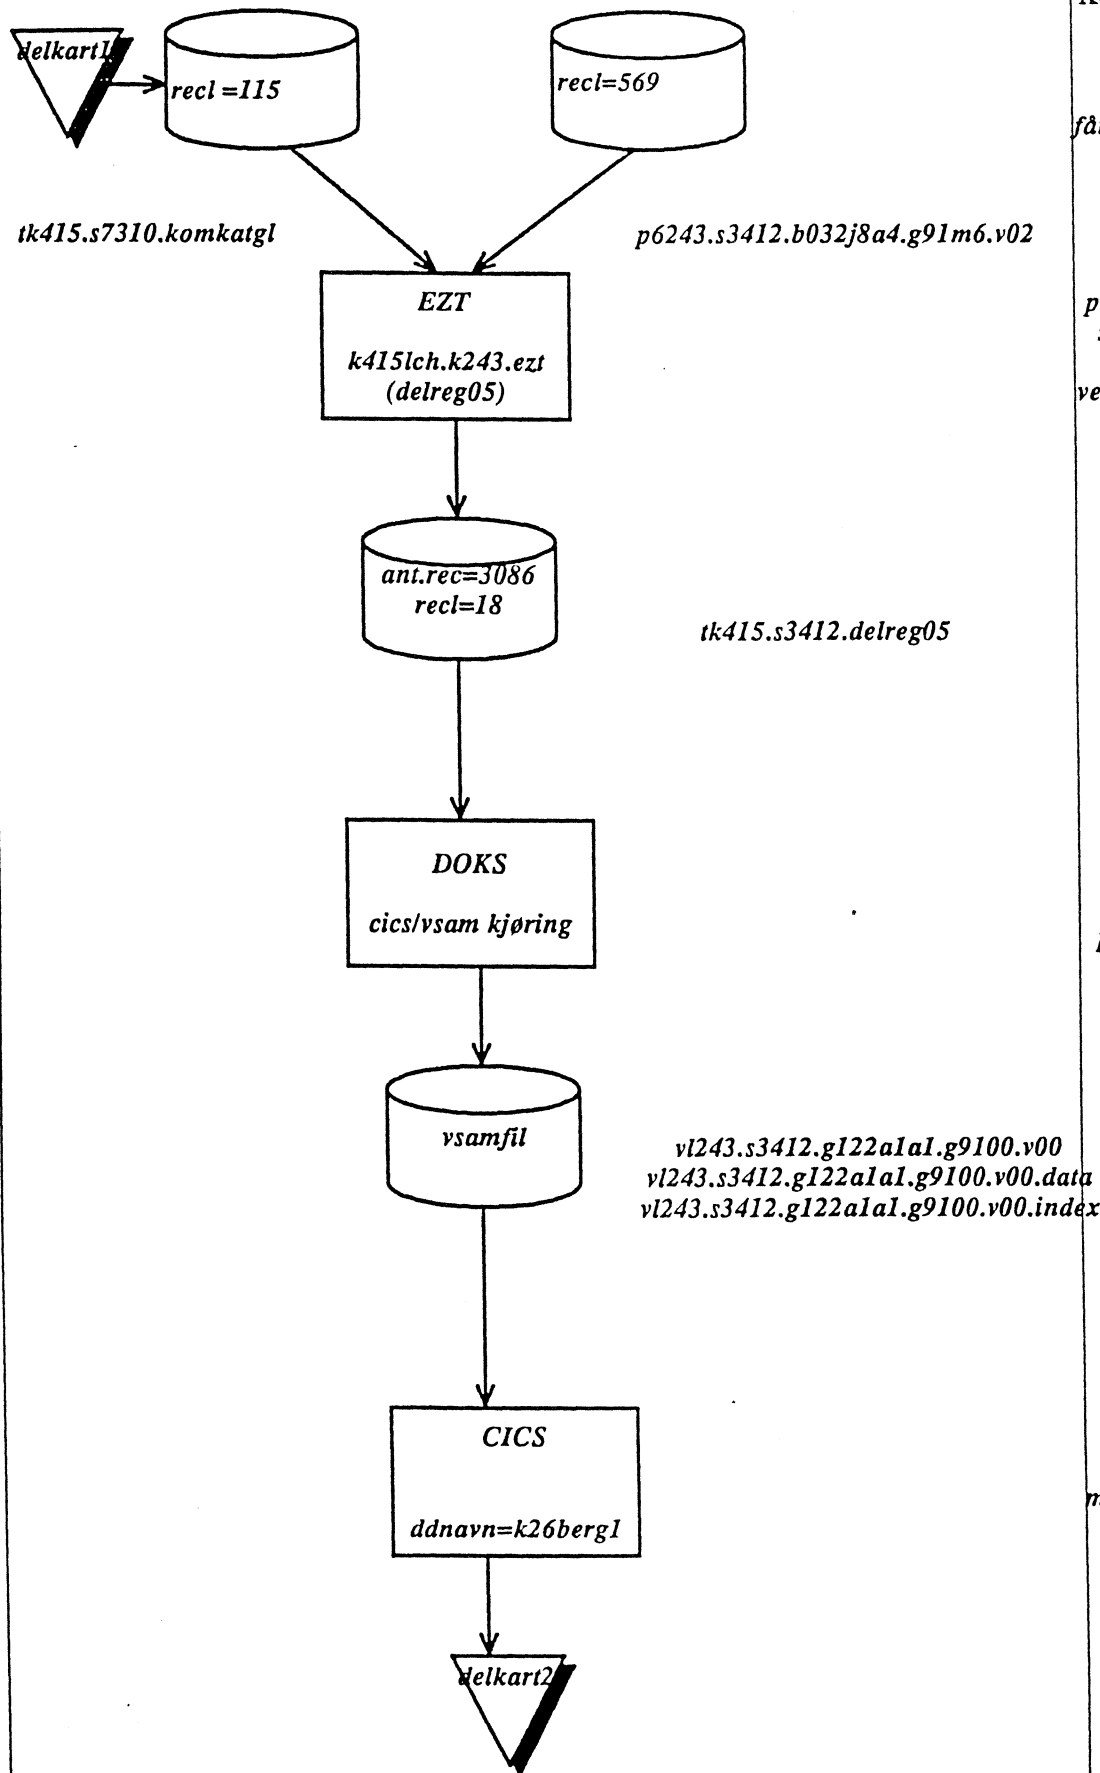 delkart1
recl =115
recl=569
tk415.s7310.komkatgl
p6243.s3412.b032j8a4.g91m6.v02
EZT
k415lch.k243.ezt
(delreg05)
ant.rec=3086
recl=18
tk415.s3412.delreg05
DOKS
cics/vsam kjøring
vsamfil
vl243.s3412.g122a1a1.g9100.v00
vl243.s3412.g122a1a1.g9100.v00.data
vl243.s3412.g122a1a1.g9100.v00.index
CICS
ddnavn=k26berg1
delkart2